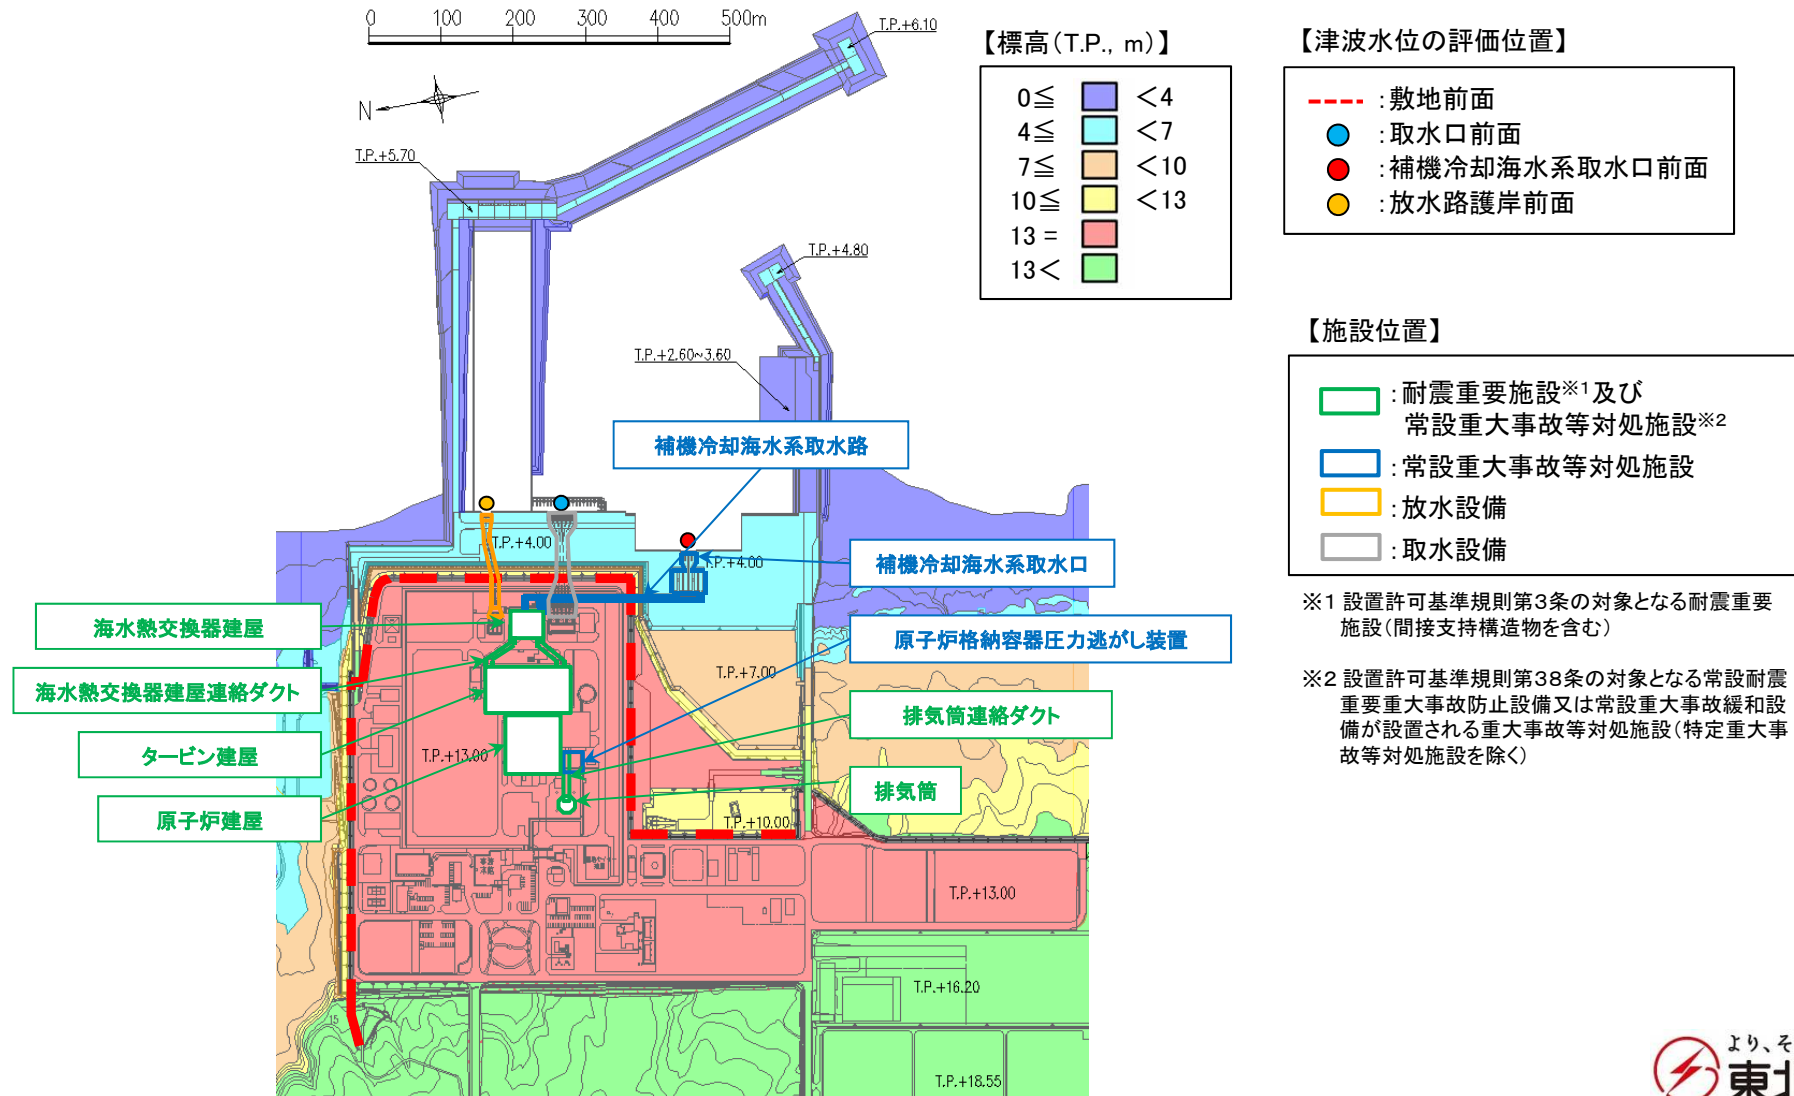 0 100 200 300 400 500m
N
T.P.+6.10
T.P.+5.70
T.P.+4.80
T.P.+2.60~3.60
【標高(T.P., m)】
0≦ <4
4≦ <7
7≦ <10
10≦ <13
13 =
13<
【津波水位の評価位置】
:敷地前面
:取水口前面
:補機冷却海水系取水口前面
:放水路護岸前面
【施設位置】
:耐震重要施設※1及び
常設重大事故等対処施設※2
:常設重大事故等対処施設
:放水設備
:取水設備
※1 設置許可基準規則第3条の対象となる耐震重要
施設(間接支持構造物を含む)
※2 設置許可基準規則第38条の対象となる常設耐震
重要重大事故防止設備又は常設重大事故緩和設
備が設置される重大事故等対処施設(特定重大事
故等対処施設を除く)
補機冷却海水系取水路
T.P.+4.00
T.P.+4.00
補機冷却海水系取水口
海水熱交換器建屋
原子炉格納容器圧力逃がし装置
海水熱交換器建屋連絡ダクト
T.P.+7.00
排気筒連絡ダクト
タービン建屋
T.P.+13.00
排気筒
原子炉建屋
T.P.+10.00
T.P.+13.00
T.P.+16.20
15
T.P.+18.55
より、そ
東北